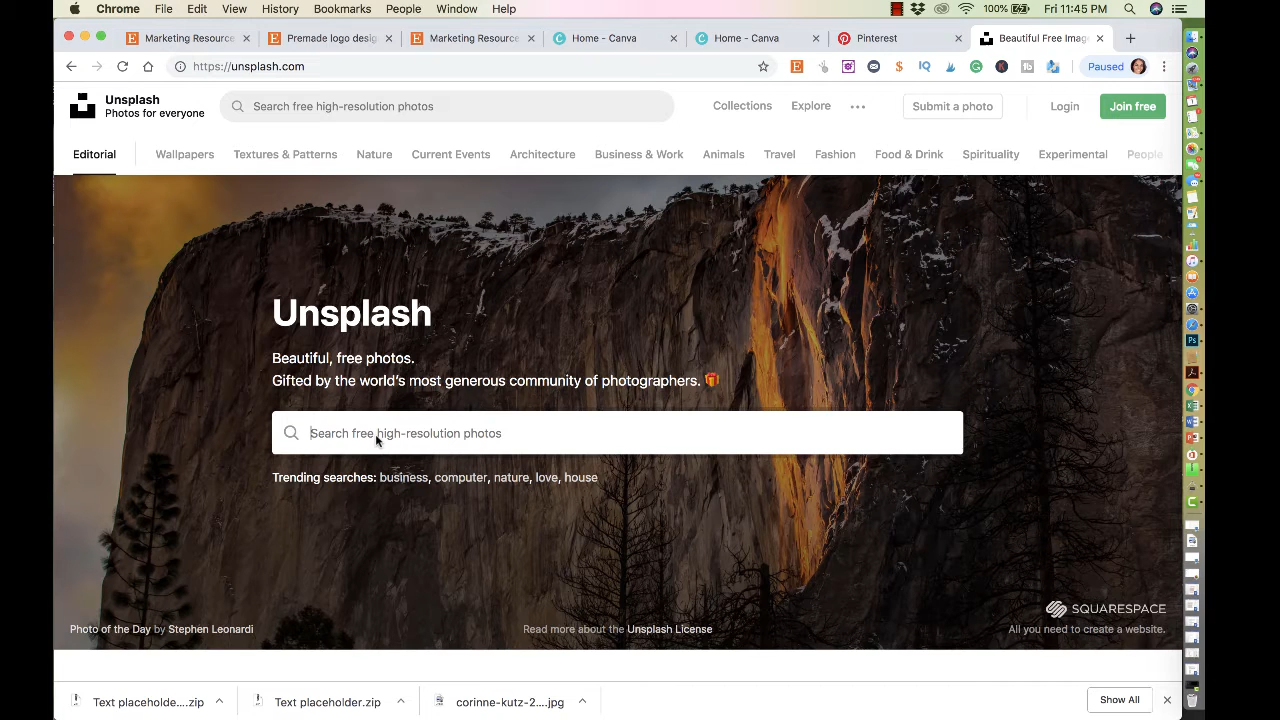 Chrome File Edit View History Bookmarks People Window Help 100% Fri 11:45 PM
Marketing Resource Premade logo desig Marketing Resource Home - Canva Home - Canva Pinterest Beautiful Free Image
https://unsplash.com Paused
Unsplash
Photos for everyone
Search free high-resolution photos
Collections Explore Submit a photo Login Join free
Editorial Wallpapers Textures & Patterns Nature Current Events Architecture Business & Work Animals Travel Fashion Food & Drink Spirituality Experimental People
Unsplash
Beautiful, free photos.
Gifted by the world's most generous community of photographers. 🎁
Search free high-resolution photos
Trending searches: business, computer, nature, love, house
SQUARESPACE
Photo of the Day by Stephen Leonardi Read more about the Unsplash License All you need to create a website.
Text placeholde....zip Text placeholder.zip corinne-kutz-2....jpg Show All